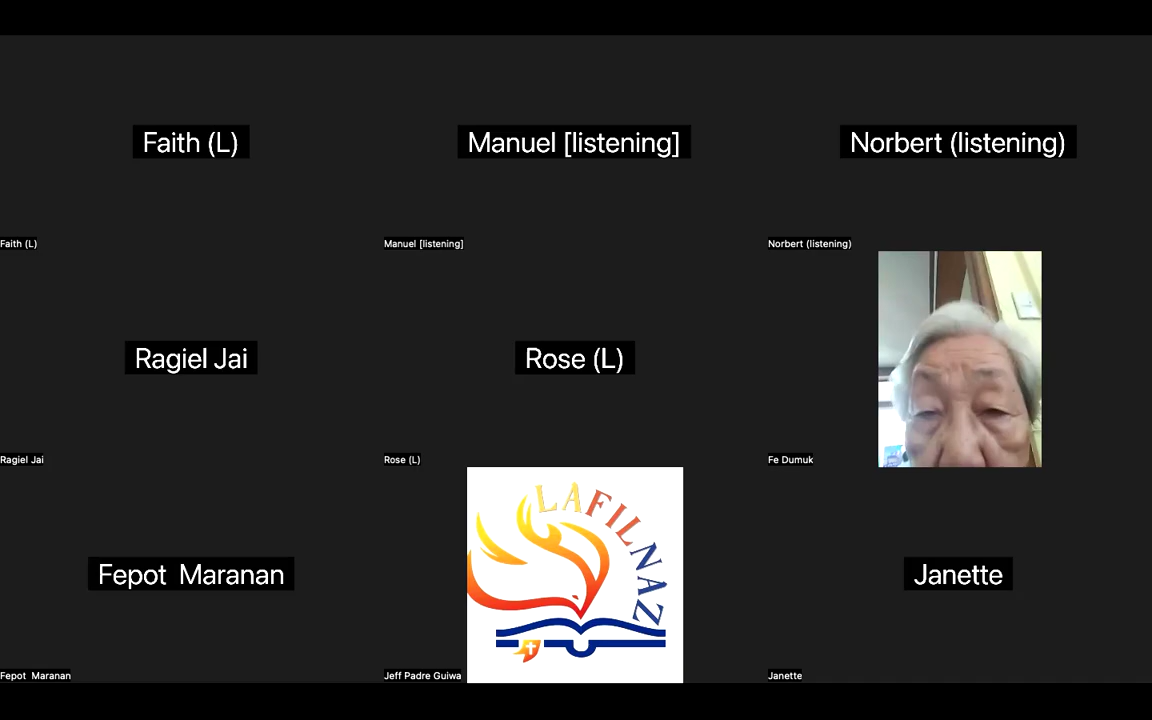 Faith (L)
Manuel [listening]
Norbert (listening)
Faith (L)
Manuel [listening]
Norbert (listening)
Ragiel Jai
Rose (L)
Ragiel Jai
Rose (L)
Fe Dumuk
LAFILNAZ
Fepot Maranan
Janette
Fepot Maranan
Jeff Padre Guiwa
Janette